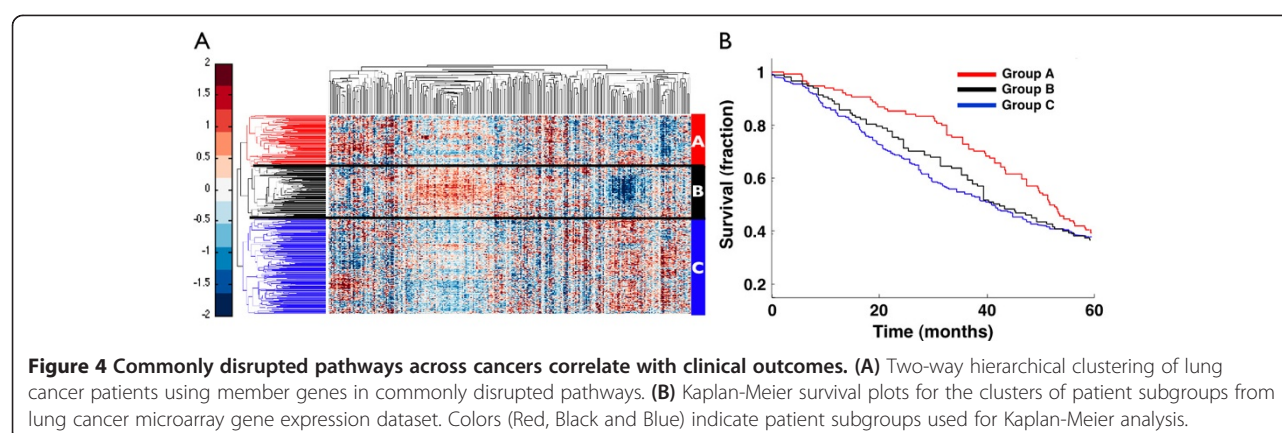 A
B
2
1.5
1
0.5
0
-0.5
-1
-1.5
-2
A
B
C
1
0.8
0.6
0.4
0.2
Survival (fraction)
Group A
Group B
Group C
0
20
40
60
Time (months)
Figure 4 Commonly disrupted pathways across cancers correlate with clinical outcomes. (A) Two-way hierarchical clustering of lung
cancer patients using member genes in commonly disrupted pathways. (B) Kaplan-Meier survival plots for the clusters of patient subgroups from
lung cancer microarray gene expression dataset. Colors (Red, Black and Blue) indicate patient subgroups used for Kaplan-Meier analysis.